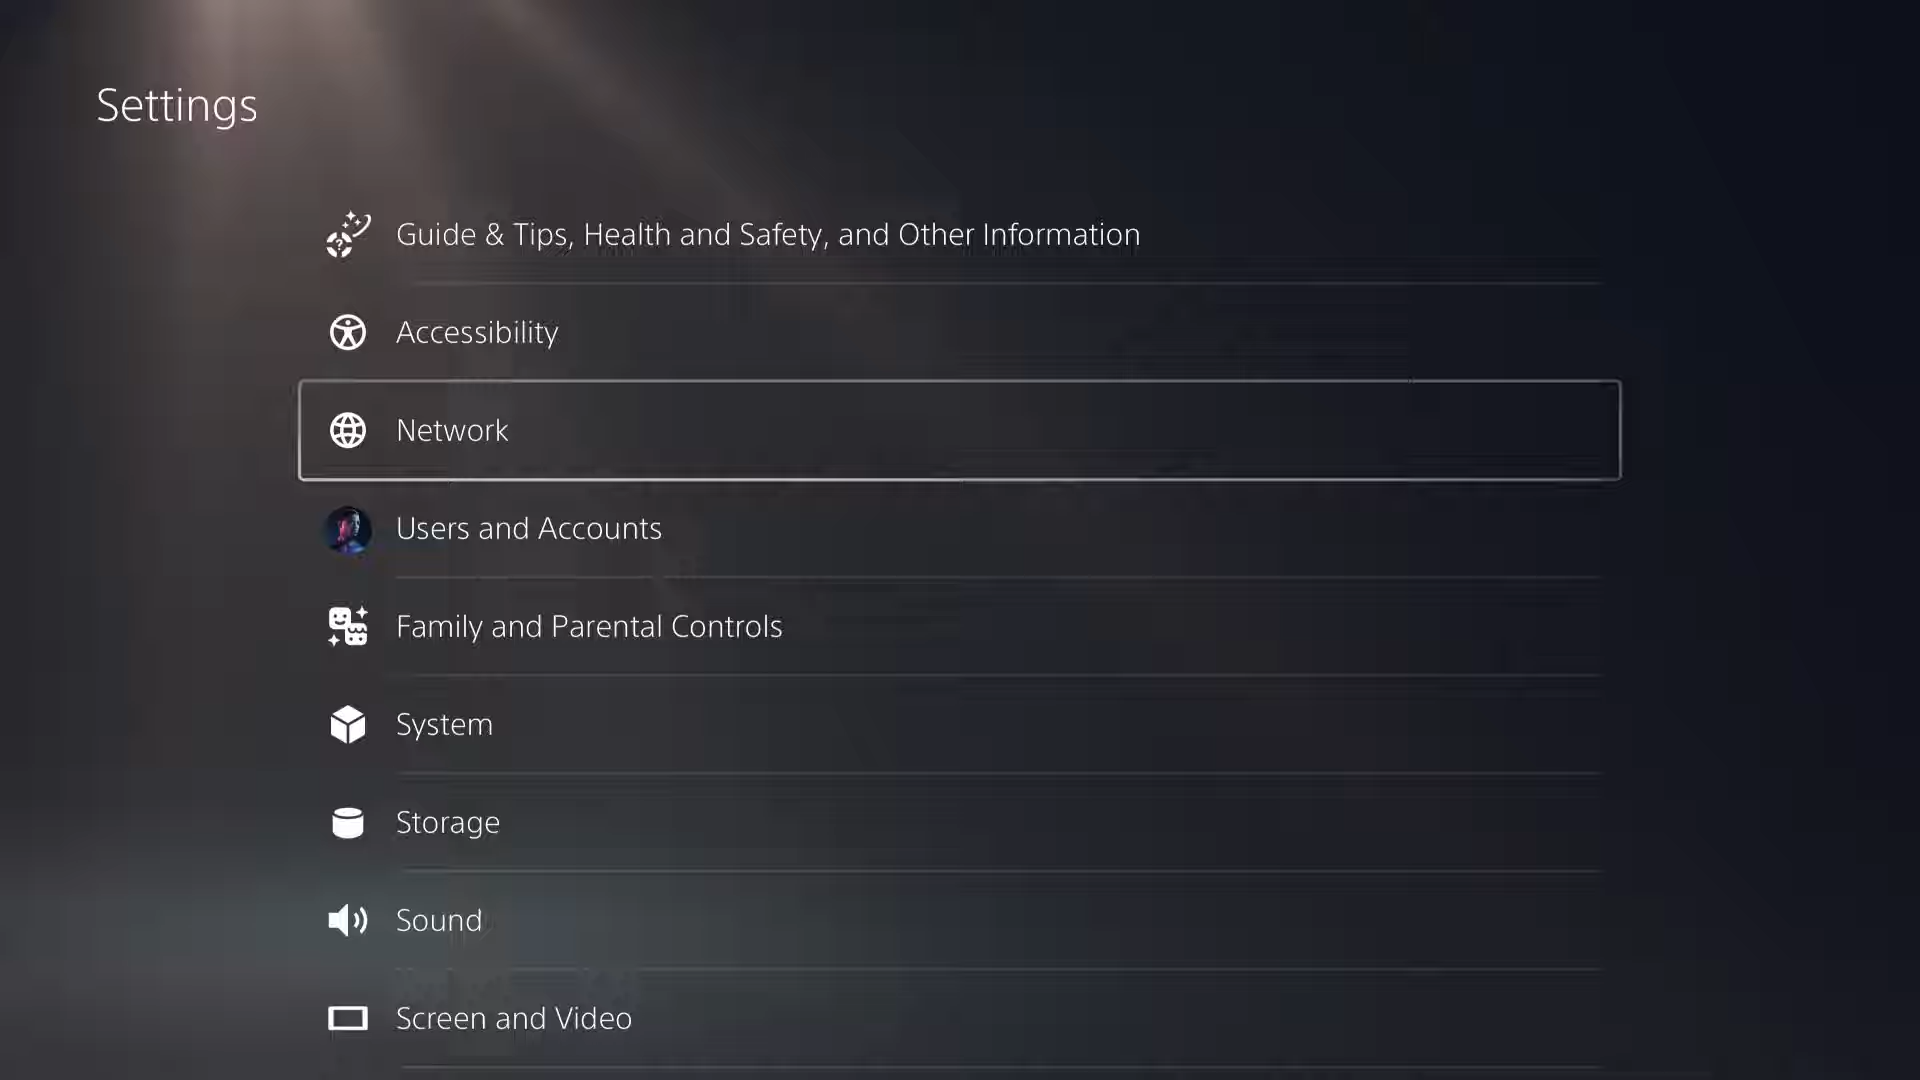 Settings
Guide & Tips, Health and Safety, and Other Information
Accessibility
Network
Users and Accounts
Family and Parental Controls
System
Storage
Sound
Screen and Video